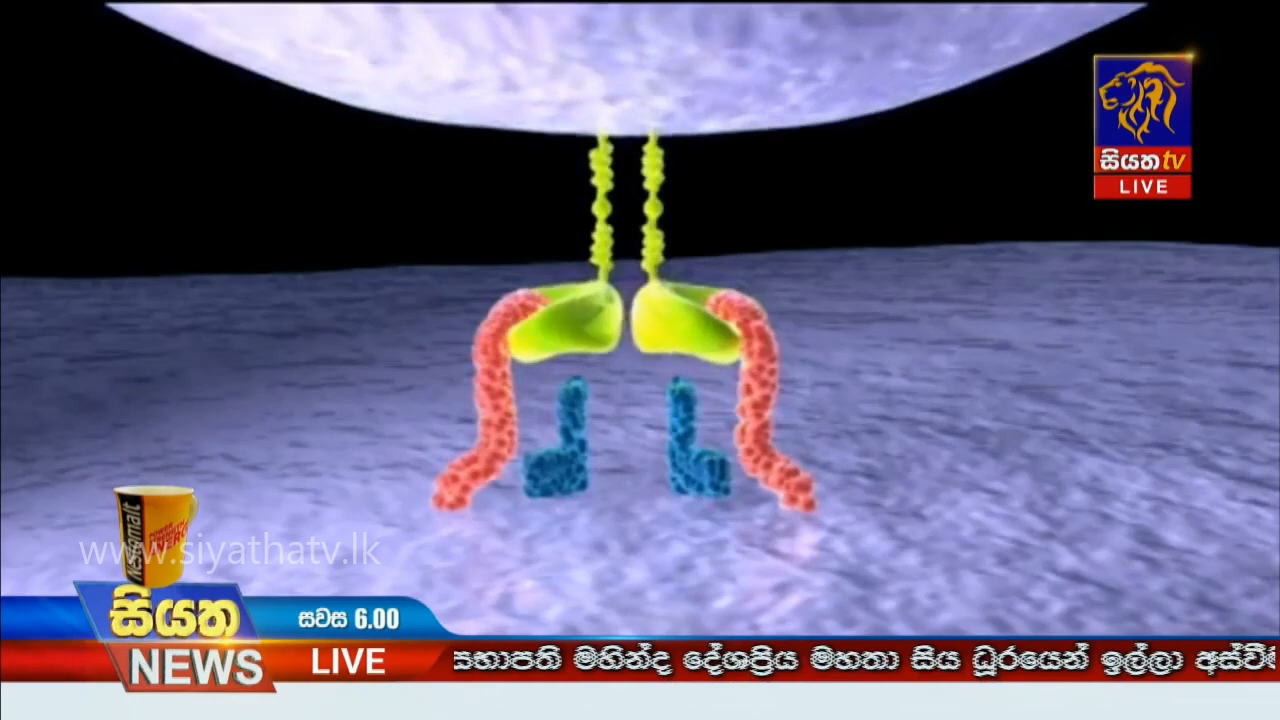 සියත tv
LIVE
Nestomalt
www.siyathatv.lk
සියත
NEWS
සවස 6.00
LIVE
සභාපති මහින්ද දේශප්‍රිය මහතා සිය ධූරයෙන් ඉල්ලා